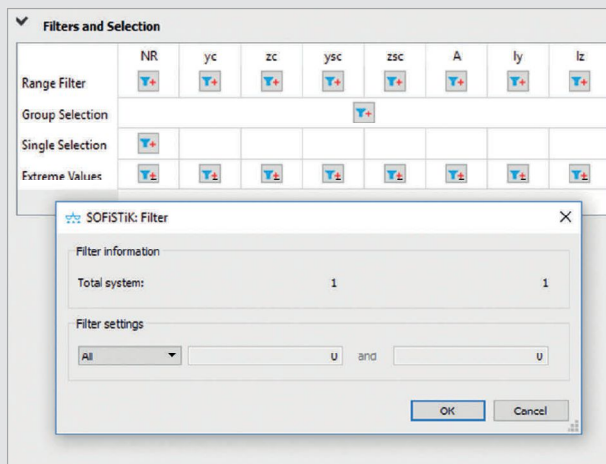 Filters and Selection
NR yc zc ysc zsc A Iy Iz
Range Filter
Group Selection
Single Selection
Extreme Values
SOFiSTiK: Filter
Filter information
Total system: 1 1
Filter settings
All 0 and 0
OK Cancel